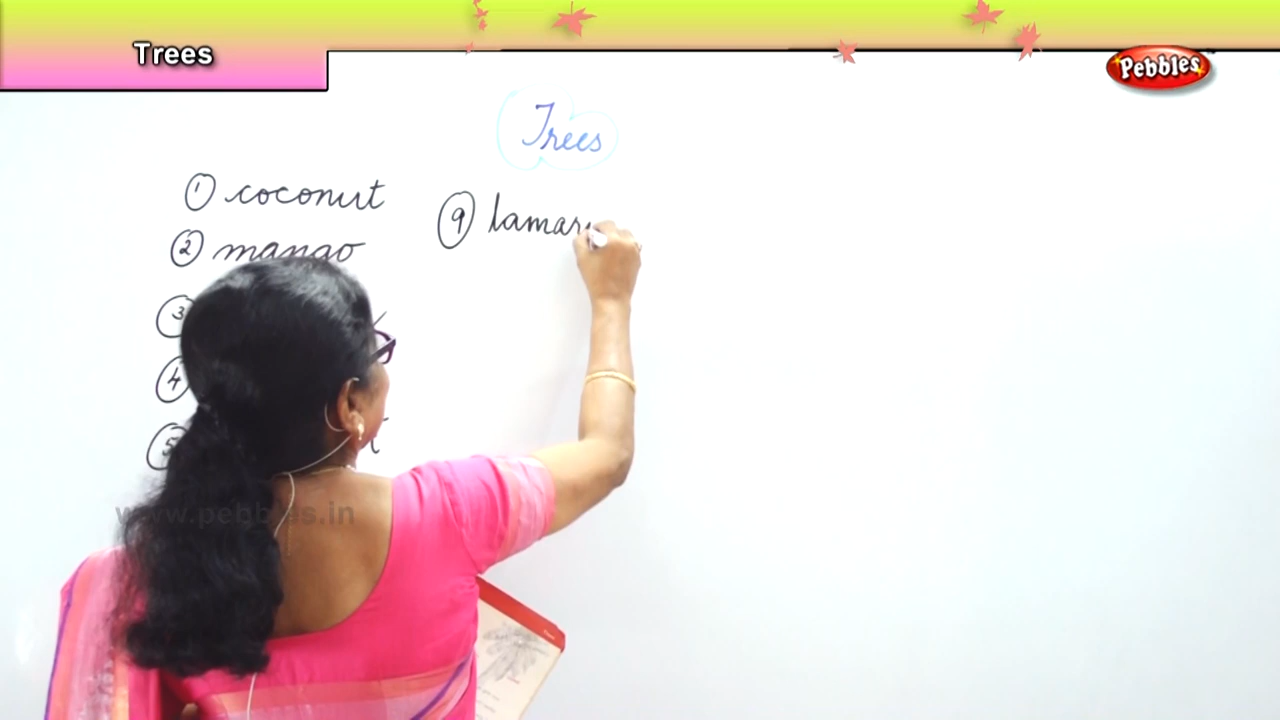 Trees
Pebbles
Trees
① coconut
② mango
③
④
⑤
⑨ lamar
www.pebbles.in